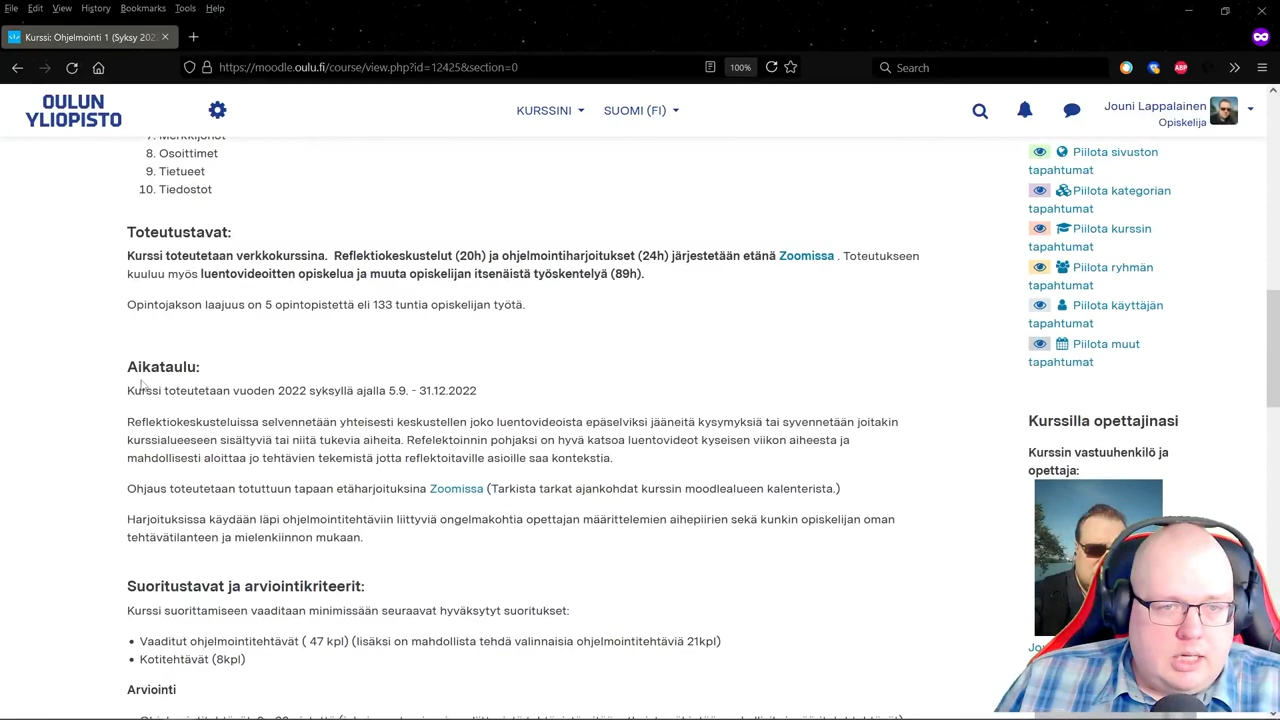 File Edit View History Bookmarks Tools Help
Kurssi: Ohjelmointi 1 (Syksy 202
https://moodle.oulu.fi/course/view.php?id=12425&section=0
100%
Search
ABP
OULUN
YLIOPISTO
KURSSINI
SUOMI (FI)
Jouni Lappalainen
Opiskelija
7. Merkkijonot
8. Osoittimet
9. Tietueet
10. Tiedostot
Toteutustavat:
Kurssi toteutetaan verkkokurssina. Reflektiokeskustelut (20h) ja ohjelmointiharjoitukset (24h) järjestetään etänä Zoomissa . Toteutukseen
kuuluu myös luentovideoitten opiskelua ja muuta opiskelijan itsenäistä työskentelyä (89h).
Opintojakson laajuus on 5 opintopistettä eli 133 tuntia opiskelijan työtä.
Aikataulu:
Kurssi toteutetaan vuoden 2022 syksyllä ajalla 5.9. - 31.12.2022
Reflektiokeskusteluissa selvennetään yhteisesti keskustellen joko luentovideoista epäselviksi jääneitä kysymyksiä tai syvennetään joitakin
kurssialueeseen sisältyviä tai niitä tukevia aiheita. Refelektoinnin pohjaksi on hyvä katsoa luentovideot kyseisen viikon aiheesta ja
mahdollisesti aloittaa jo tehtävien tekemistä jotta reflektoitaville asioille saa kontekstia.
Ohjaus toteutetaan totuttuun tapaan etäharjoituksina Zoomissa (Tarkista tarkat ajankohdat kurssin moodlealueen kalenterista.)
Harjoituksissa käydään läpi ohjelmointitehtäviin liittyviä ongelmakohtia opettajan määrittelemien aihepiirien sekä kunkin opiskelijan oman
tehtävätilanteen ja mielenkiinnon mukaan.
Suoritustavat ja arviointikriteerit:
Kurssi suorittamiseen vaaditaan minimissään seuraavat hyväksytyt suoritukset:
• Vaaditut ohjelmointitehtävät ( 47 kpl) (lisäksi on mahdollista tehdä valinnaisia ohjelmointitehtäviä 21kpl)
• Kotitehtävät (8kpl)
Arviointi
Piilota sivuston
tapahtumat
Piilota kategorian
tapahtumat
Piilota kurssin
tapahtumat
Piilota ryhmän
tapahtumat
Piilota käyttäjän
tapahtumat
Piilota muut
tapahtumat
Kurssilla opettajinasi
Kurssin vastuuhenkilö ja
opettaja: